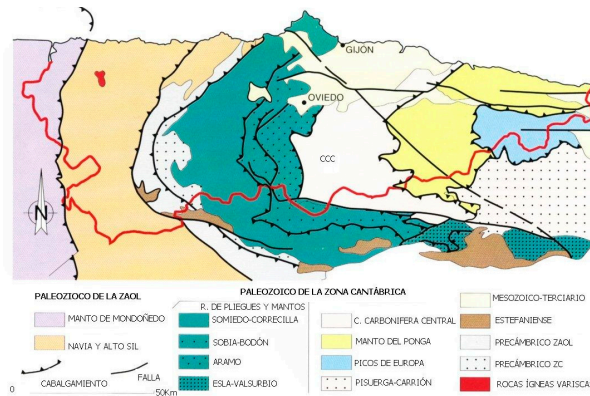 GIJÓN
OVIEDO
CCC
N
PALEOZIOCO DE LA ZAOL
PALEOZOICO DE LA ZONA CANTÁBRICA
R. DE PLIEGUES Y MANTOS
MANTO DE MONDOÑEDO
NAVIA Y ALTO SIL
CABALGAMIENTO
FALLA
0
50Km
SOMIEDO-CORRECILLA
SOBIA-BODÓN
ARAMO
ESLA-VALSURBIO
C. CARBONIFERA CENTRAL
MANTO DEL PONGA
PICOS DE EUROPA
PISUERGA-CARRIÓN
MESOZOICO-TERCIARIO
ESTEFANIENSE
PRECÁMBRICO ZAOL
PRECÁMBRICO ZC
ROCAS ÍGNEAS VARISCA